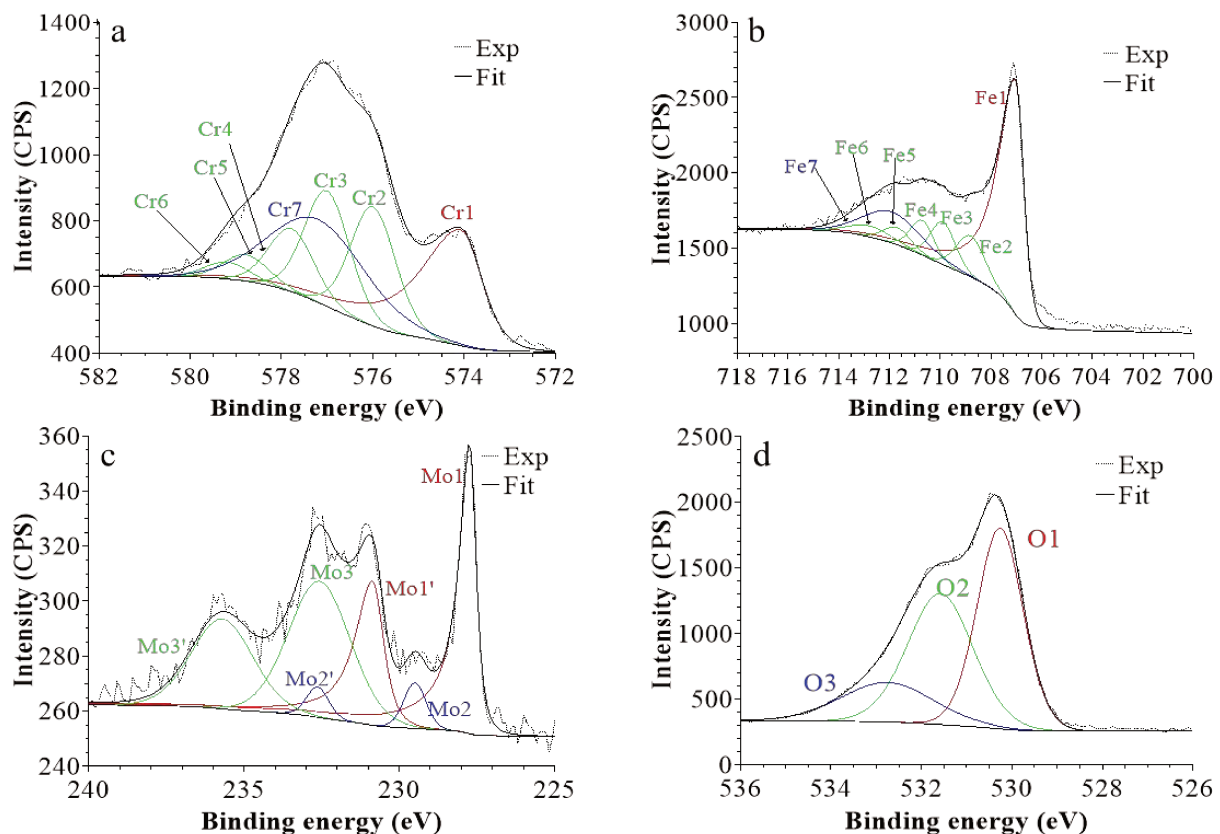 a
1400
1200
1000
800
600
400
Intensity (CPS)
Exp
Fit
Cr4
Cr5
Cr6
Cr7
Cr3
Cr2
Cr1
582 580 578 576 574 572
Binding energy (eV)
b
2500
2000
1500
1000
Intensity (CPS)
Exp
Fit
Fe1
Fe6
Fe7
Fe5
Fe4
Fe3
Fe2
718 716 714 712 710 708 706 704 702 700
Binding energy (eV)
c
360
340
320
300
280
260
240
Intensity (CPS)
Exp
Fit
Mo1
Mo3
Mo1'
Mo3'
Mo2'
Mo2
240 235 230 225
Binding energy (eV)
d
2500
2000
1500
1000
500
0
Intensity (CPS)
Exp
Fit
O1
O2
O3
536 534 532 530 528 526
Binding energy (eV)